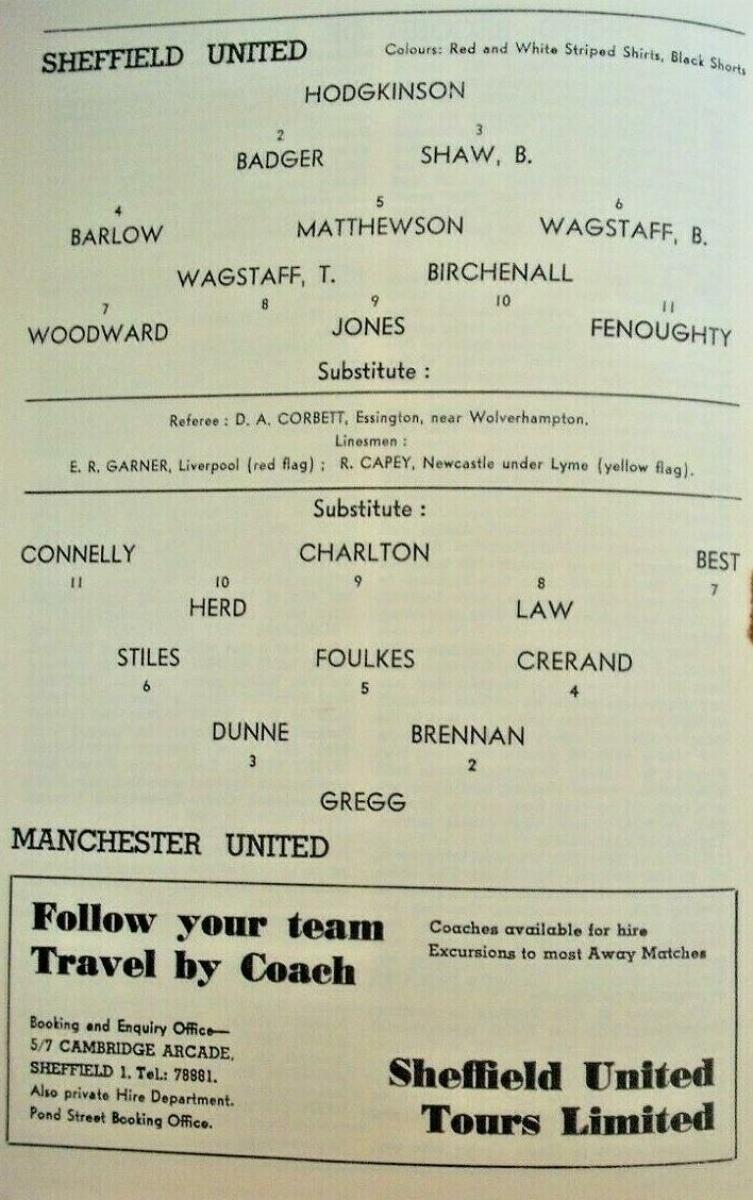 SHEFFIELD UNITED Colours: Red and White Striped Shirts, Black Shorts
HODGKINSON
2 3
BADGER SHAW, B.
4 5 6
BARLOW MATTHEWSON WAGSTAFF, B.
WAGSTAFF, T. BIRCHENALL
7 8 9 10 11
WOODWARD JONES FENOUGHTY
Substitute :
Referee : D. A. CORBETT, Essington, near Wolverhampton.
Linesmen :
E. R. GARNER, Liverpool (red flag) ; R. CAPEY, Newcastle under Lyme (yellow flag).
Substitute :
CONNELLY CHARLTON BEST
11 10 9 8 7
HERD LAW
STILES FOULKES CRERAND
6 5 4
DUNNE BRENNAN
3 2
GREGG
MANCHESTER UNITED
Follow your team
Travel by Coach
Coaches available for hire
Excursions to most Away Matches
Booking and Enquiry Office—
5/7 CAMBRIDGE ARCADE,
SHEFFIELD 1. TeL.: 78881.
Also private Hire Department.
Pond Street Booking Office.
Sheffield United
Tours Limited